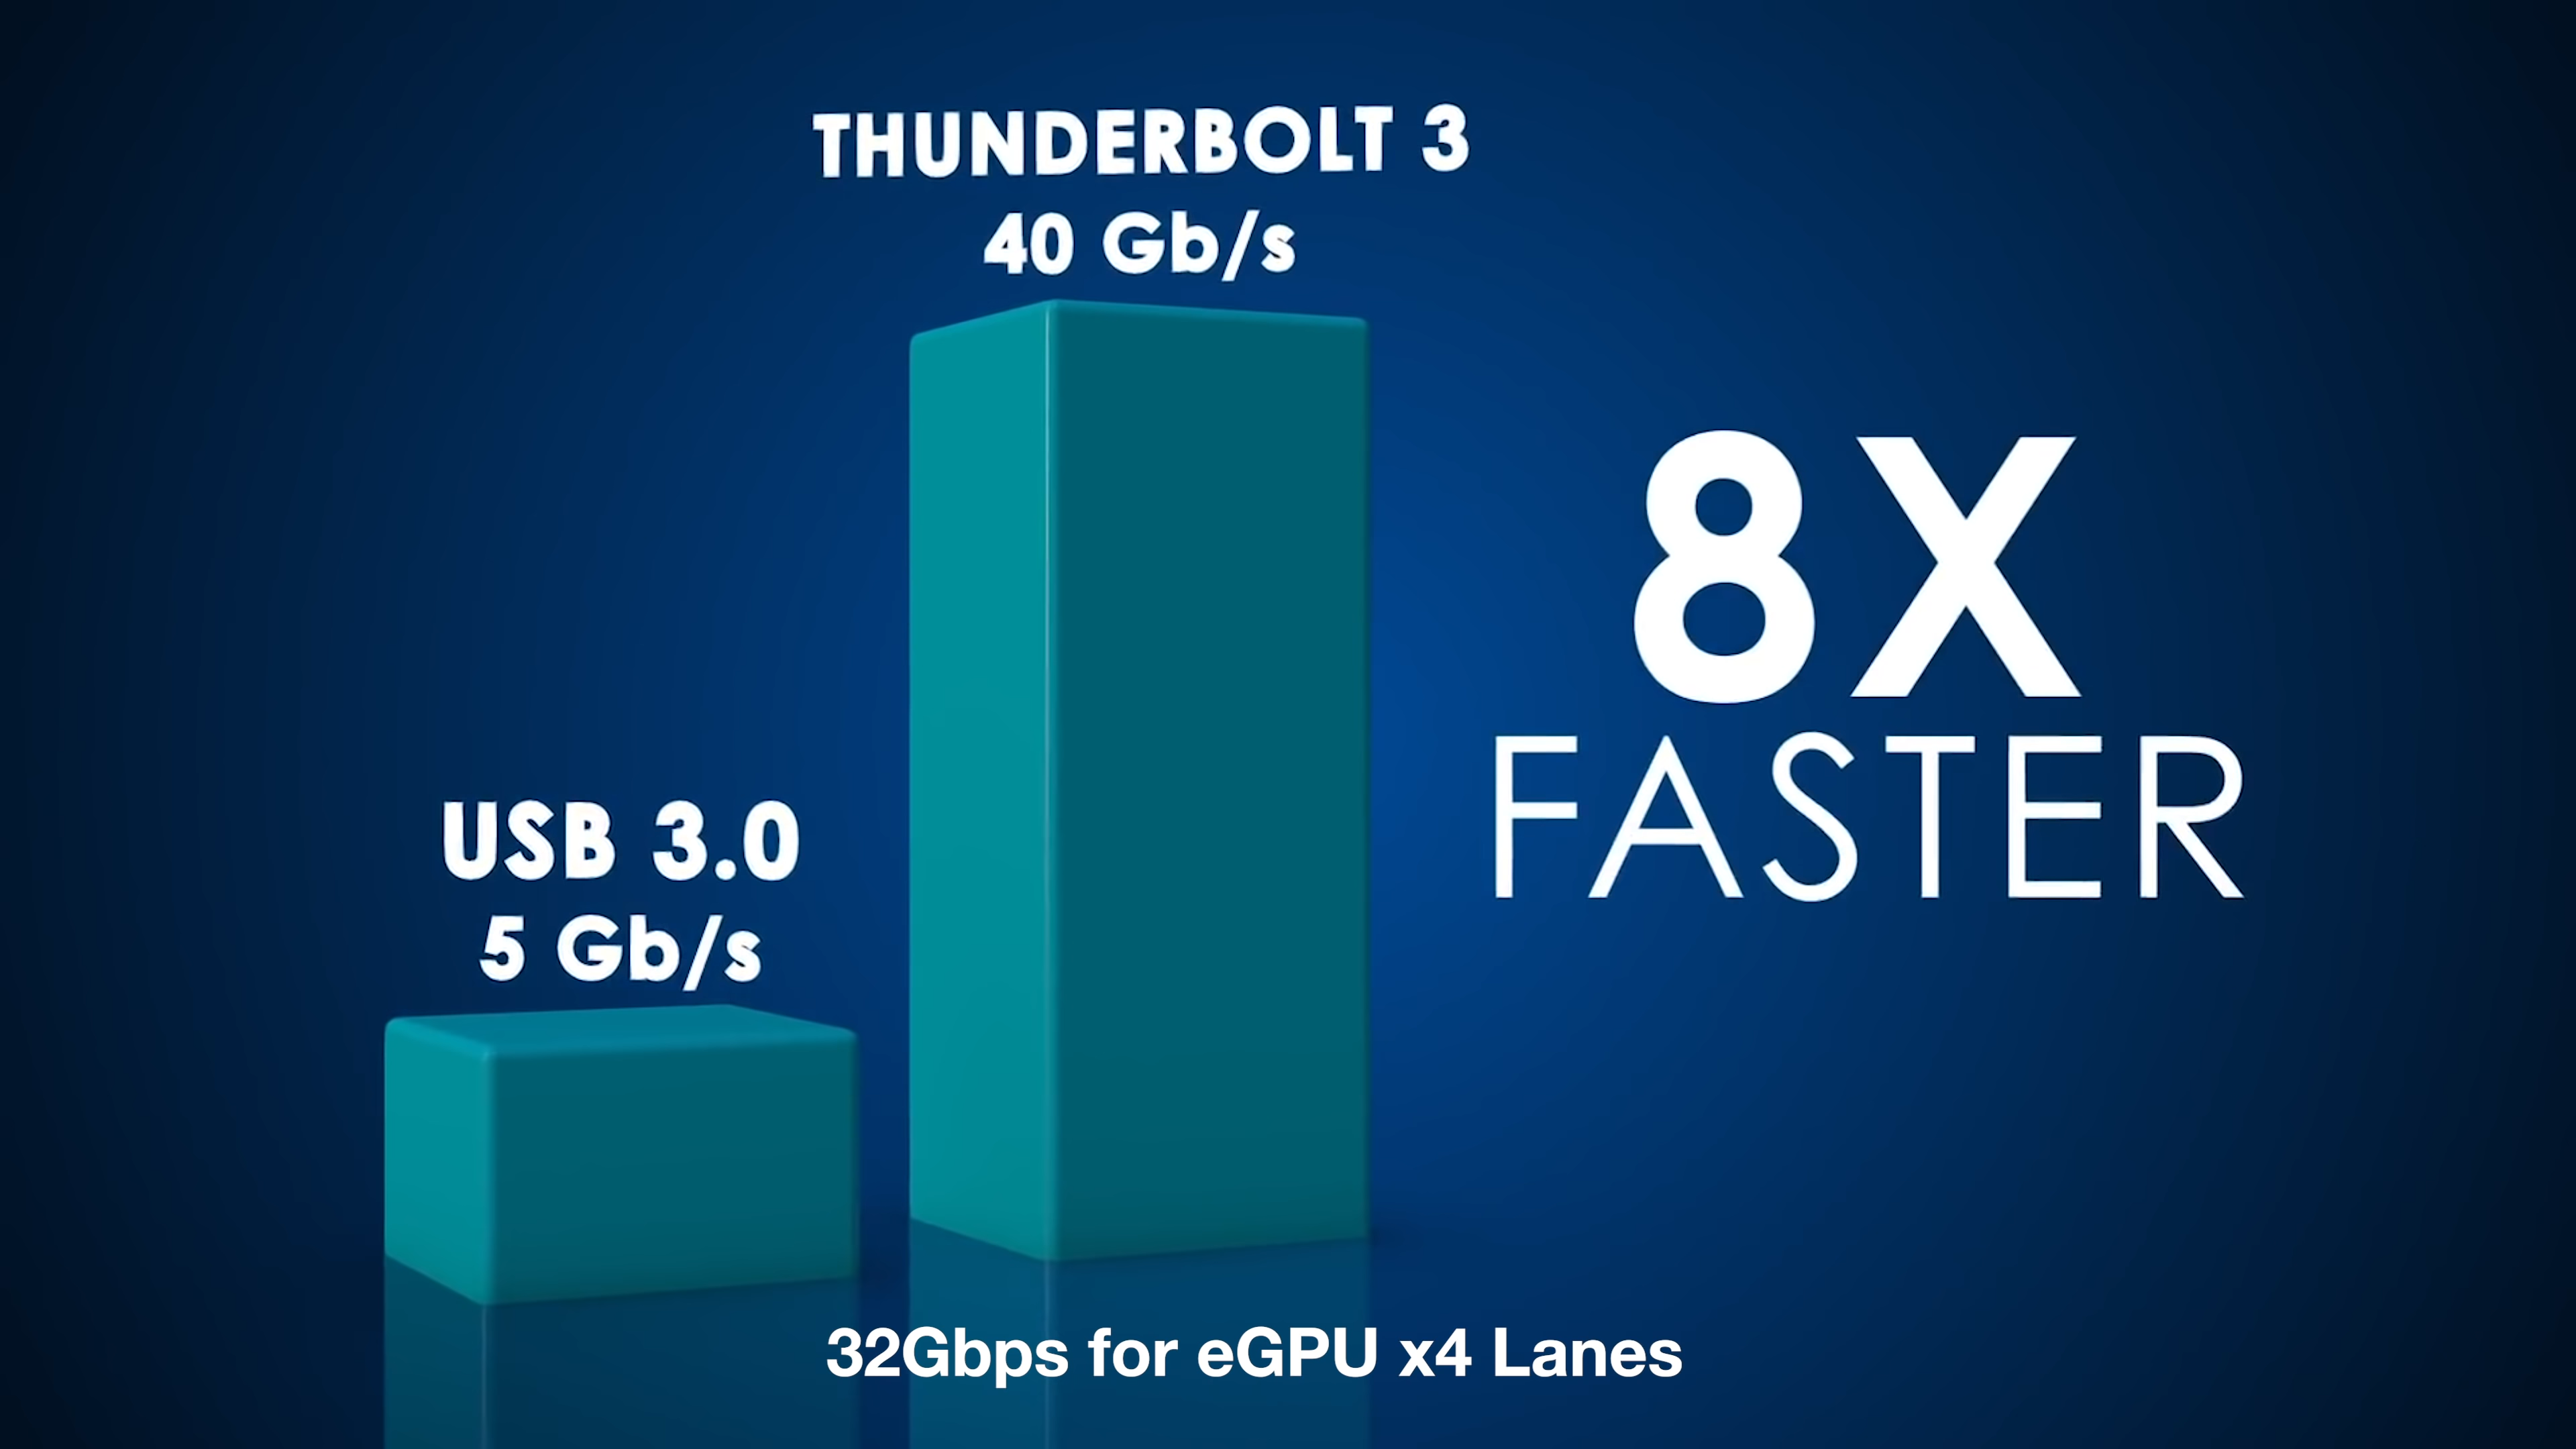 THUNDERBOLT 3
40 Gb/s
8X
FASTER
USB 3.0
5 Gb/s
32Gbps for eGPU x4 Lanes